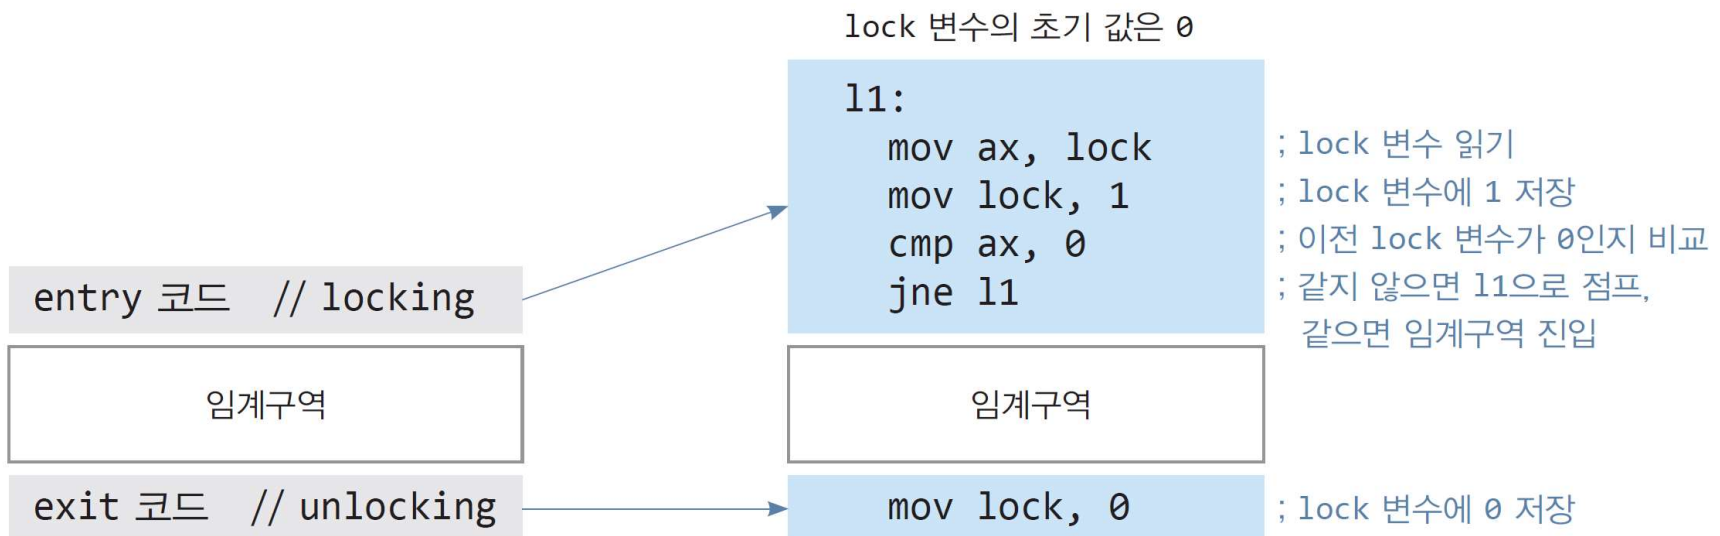 lock 변수의 초기 값은 0
l1:
mov ax, lock ; lock 변수 읽기
mov lock, 1 ; lock 변수에 1 저장
cmp ax, 0 ; 이전 lock 변수가 0인지 비교
jne l1 ; 같지 않으면 l1으로 점프,
같으면 임계구역 진입
entry 코드 // locking
임계구역
임계구역
exit 코드 // unlocking
mov lock, 0 ; lock 변수에 0 저장